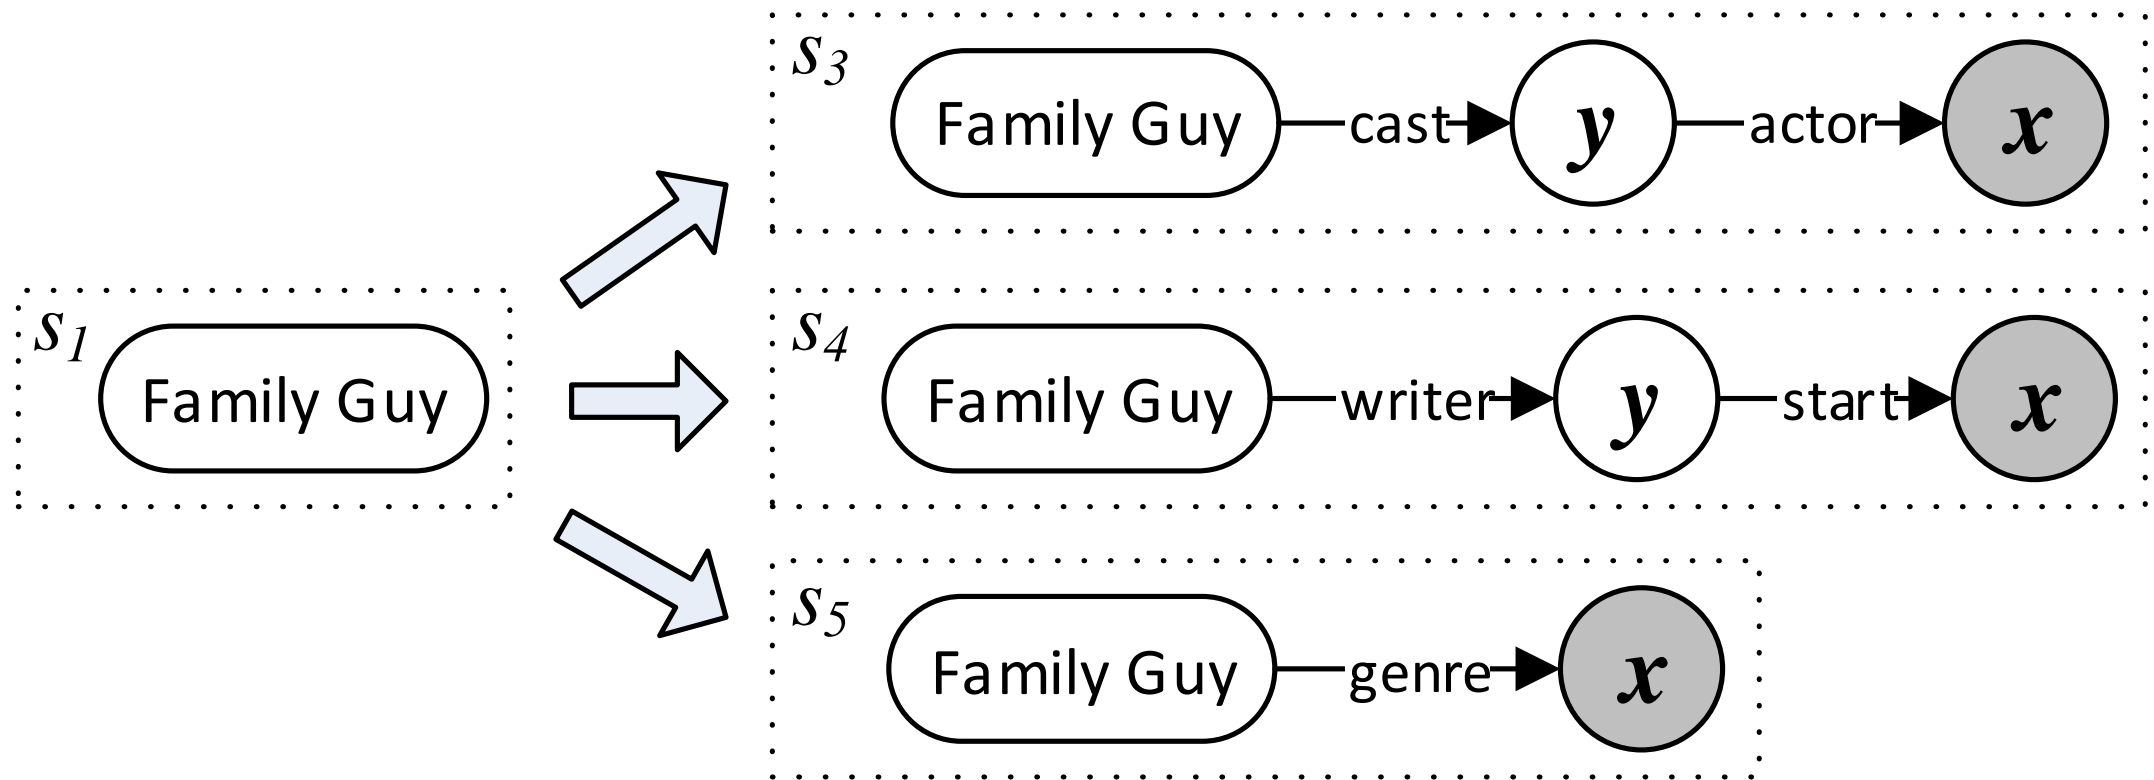 s3 Family Guy cast y actor x
s1 Family Guy
s4 Family Guy writer y start x
s5 Family Guy genre x